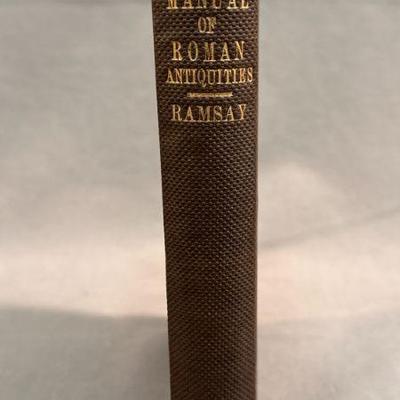 MANUAL
OF
ROMAN
ANTIQUITIES
RAMSAY